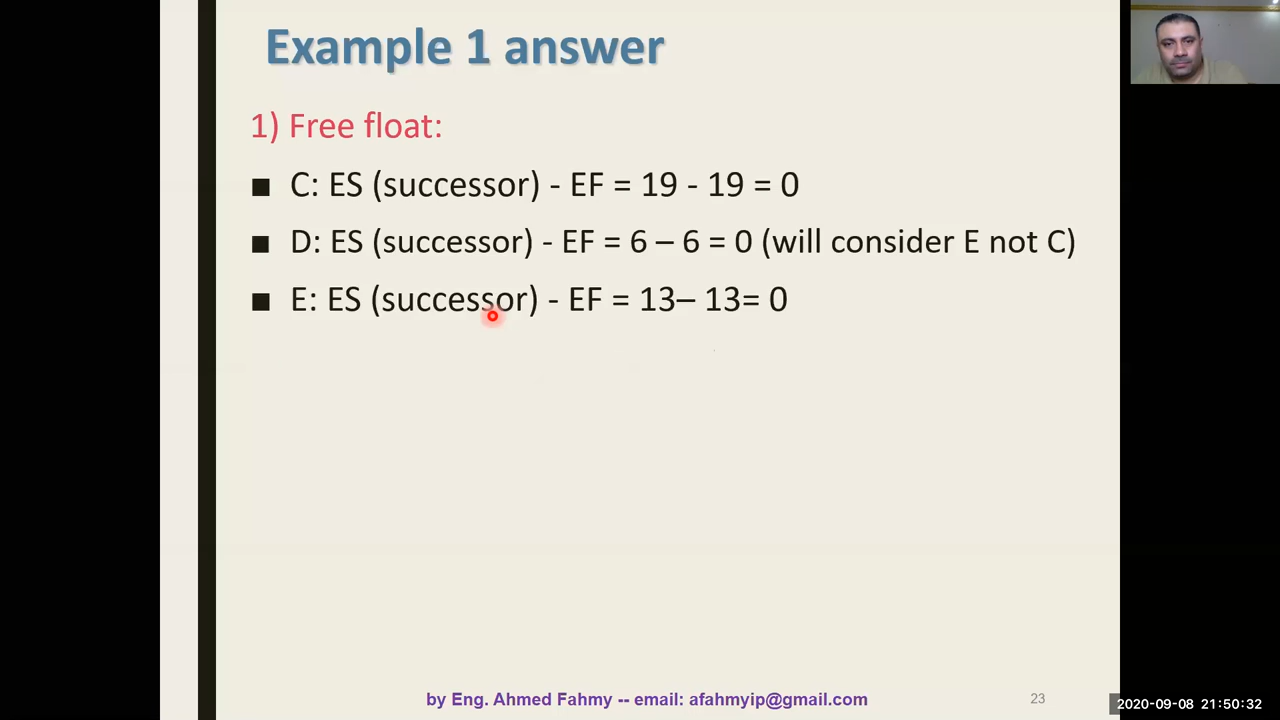 Example 1 answer
1) Free float:
■ C: ES (successor) - EF = 19 - 19 = 0
■ D: ES (successor) - EF = 6 – 6 = 0 (will consider E not C)
■ E: ES (successor) - EF = 13– 13= 0
by Eng. Ahmed Fahmy -- email: afahmyip@gmail.com
23
2020-09-08 21:50:32